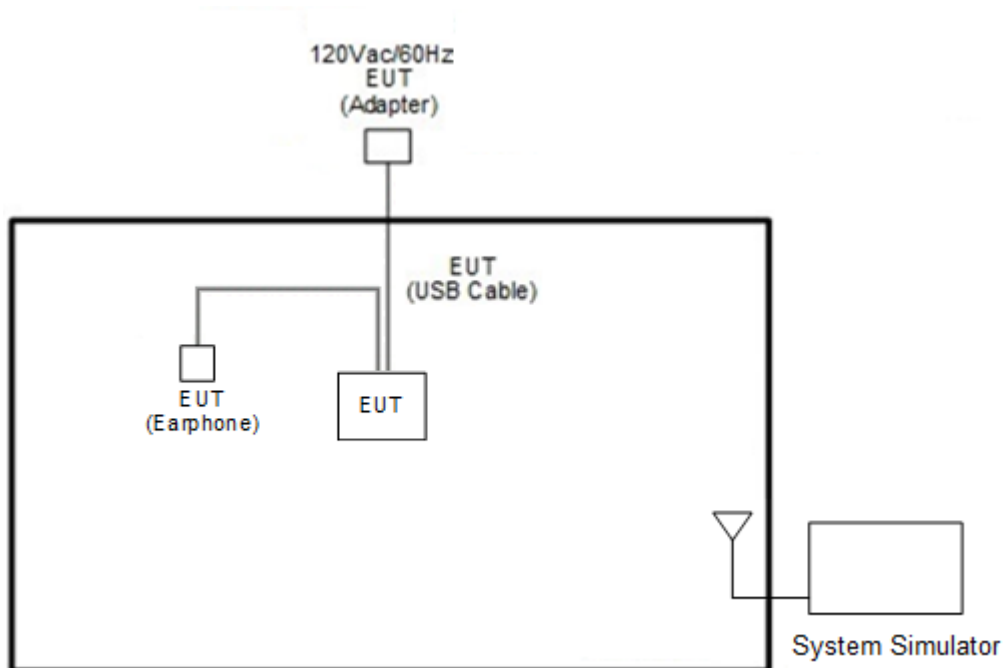 120Vac/60Hz
EUT
(Adapter)
EUT
(USB Cable)
EUT
(Earphone)
EUT
System Simulator